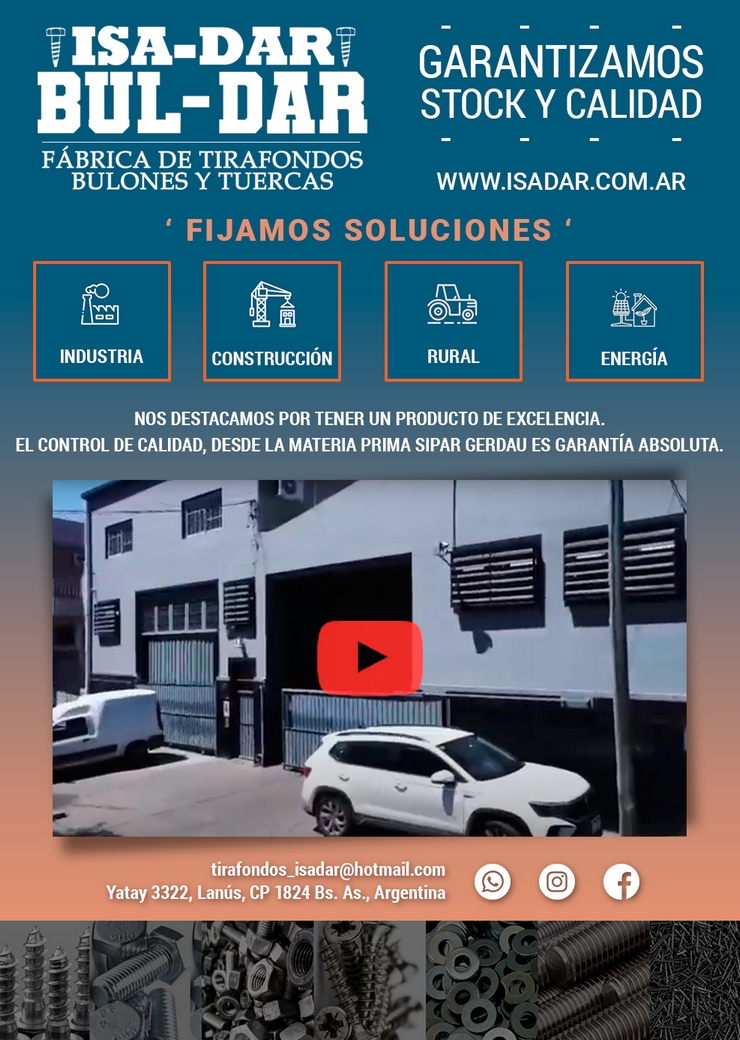 ISA-DAR
BUL-DAR
FÁBRICA DE TIRAFONDOS
BULONES Y TUERCAS
GARANTIZAMOS
STOCK Y CALIDAD
WWW.ISADAR.COM.AR
‘ FIJAMOS SOLUCIONES ‘
INDUSTRIA
CONSTRUCCIÓN
RURAL
ENERGÍA
NOS DESTACAMOS POR TENER UN PRODUCTO DE EXCELENCIA.
EL CONTROL DE CALIDAD, DESDE LA MATERIA PRIMA SIPAR GERDAU ES GARANTÍA ABSOLUTA.
tirafondos_isadar@hotmail.com
Yatay 3322, Lanús, CP 1824 Bs. As., Argentina